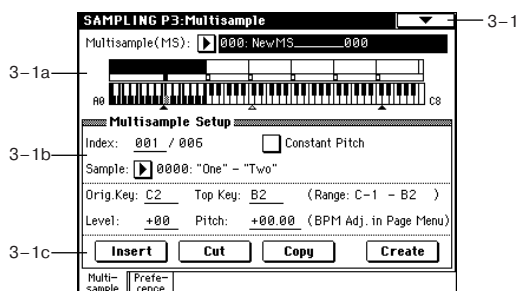 SAMPLING P3:Multisample
3-1
Multisample(MS): 000: NewMS_______000
3-1a
A0 C8
Multisample Setup
3-1b
Index: 001 / 006 Constant Pitch
Sample: 0000: "One" - "Two"
Orig.Key: C2 Top Key: B2 (Range: C-1 - B2 )
Level: +00 Pitch: +00.00 (BPM Adj. in Page Menu)
3-1c
Insert Cut Copy Create
Multi- Prefe-
sample rence